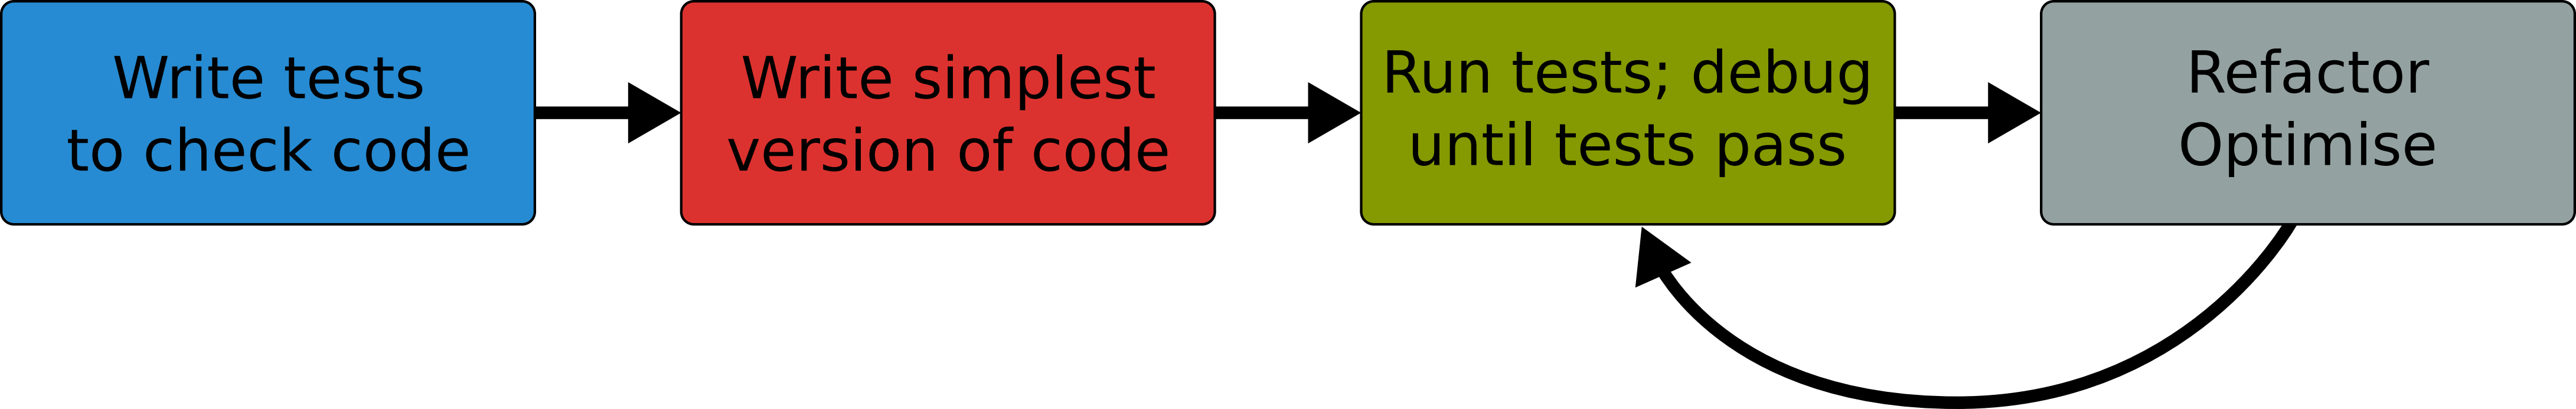 Write tests
to check code
Write simplest
version of code
Run tests; debug
until tests pass
Refactor
Optimise